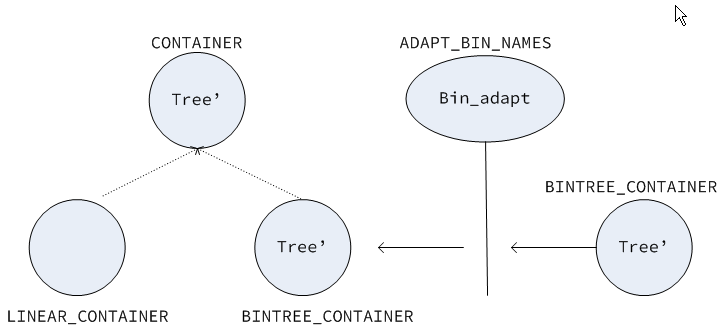 CONTAINER
ADAPT_BIN_NAMES
Tree’
Bin_adapt
BINTREE_CONTAINER
Tree’
Tree’
LINEAR_CONTAINER
BINTREE_CONTAINER